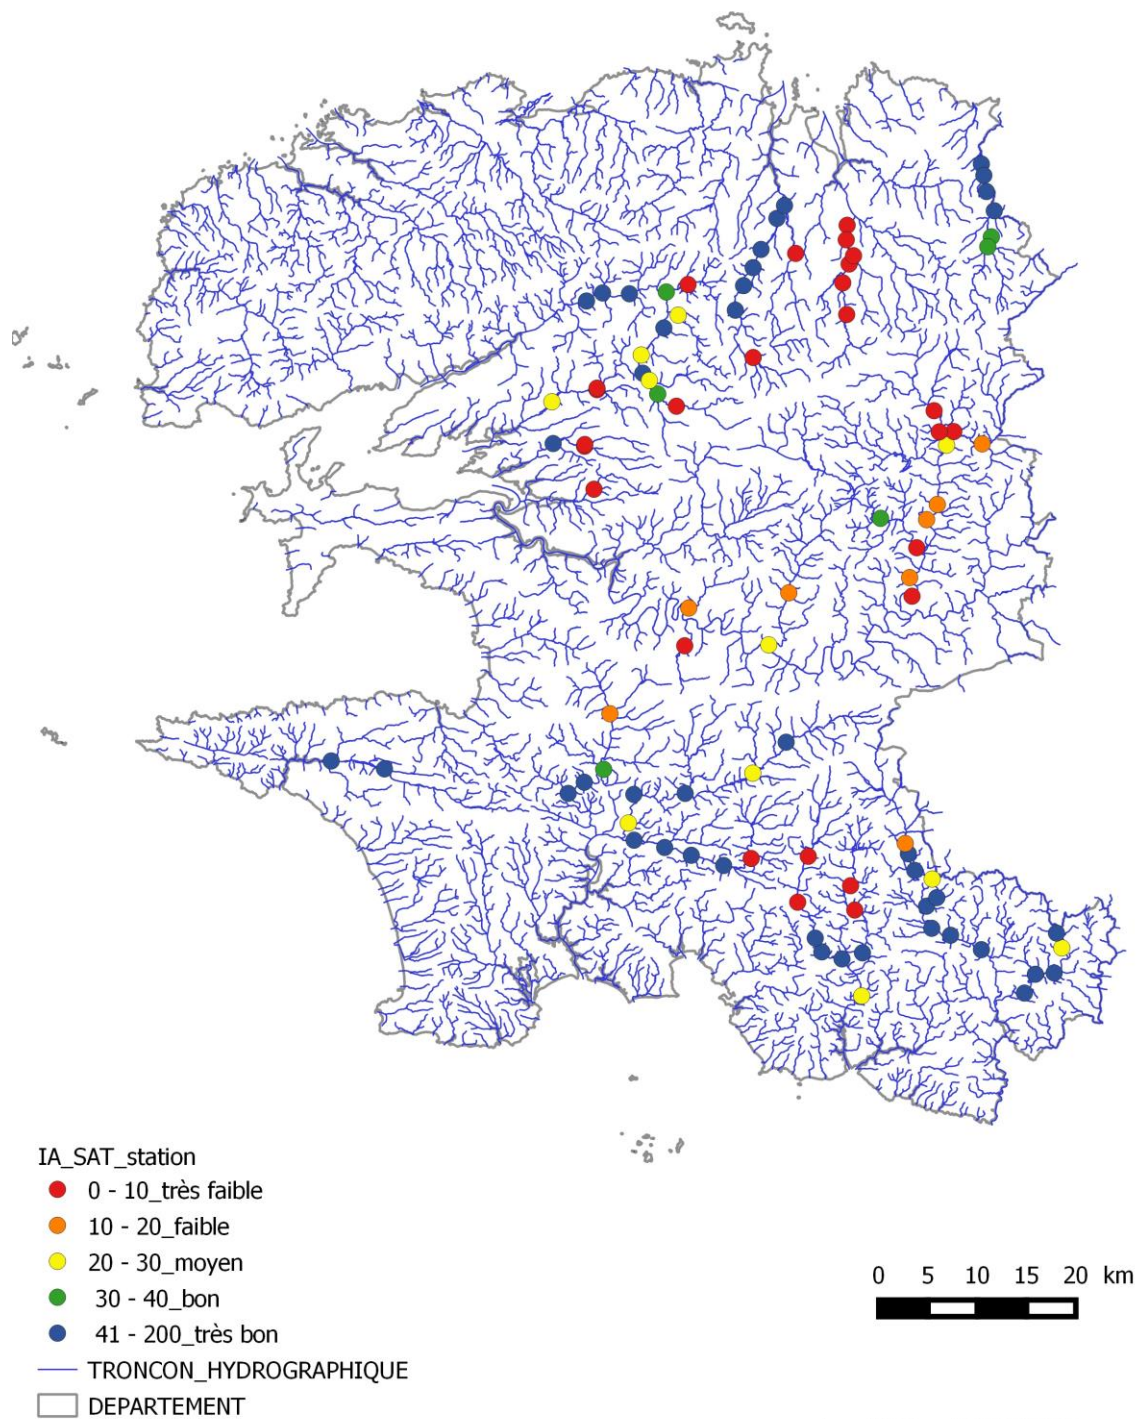 IA_SAT_station
0 - 10_très faible
10 - 20_faible
20 - 30_moyen
30 - 40_bon
41 - 200_très bon
TRONCON_HYDROGRAPHIQUE
DEPARTEMENT
0 5 10 15 20 km